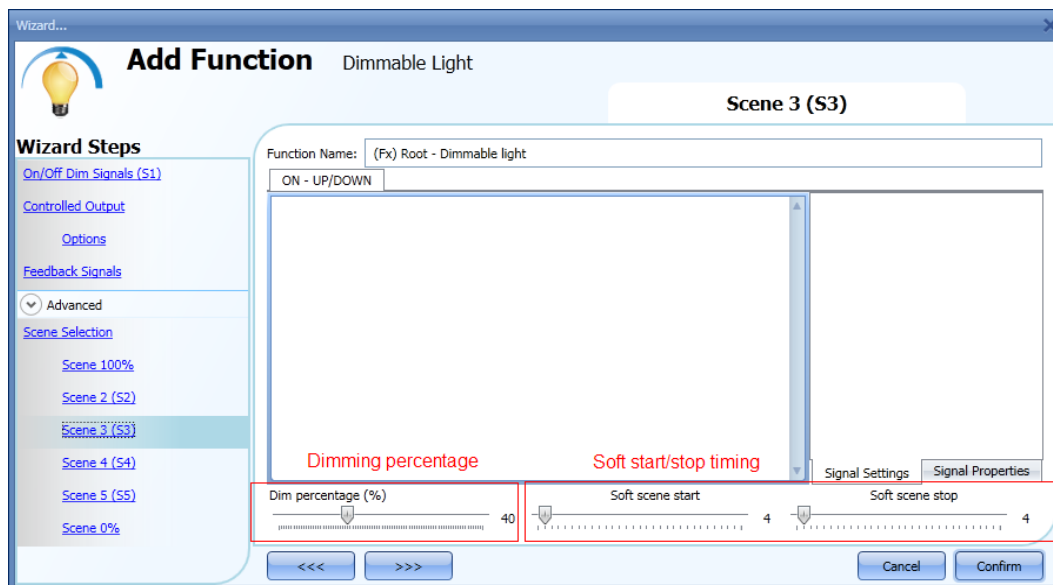 Wizard...
Add Function Dimmable Light
Scene 3 (S3)
Wizard Steps
On/Off Dim Signals (S1)
Controlled Output
Options
Feedback Signals
Advanced
Scene Selection
Scene 100%
Scene 2 (S2)
Scene 3 (S3)
Scene 4 (S4)
Scene 5 (S5)
Scene 0%
Function Name: (Fx) Root - Dimmable light
ON - UP/DOWN
Dimming percentage Soft start/stop timing
Signal Settings Signal Properties
Dim percentage (%) Soft scene start Soft scene stop
40 4 4
<<< >>> Cancel Confirm